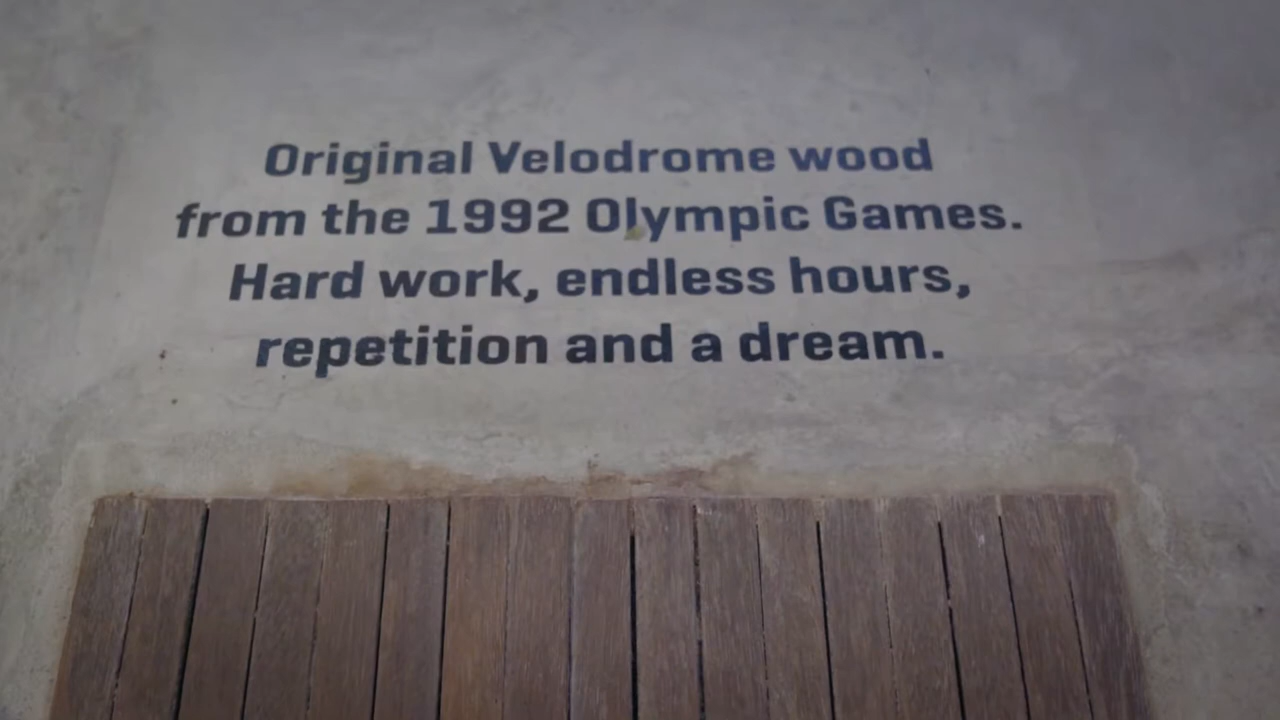 Original Velodrome wood
from the 1992 Olympic Games.
Hard work, endless hours,
repetition and a dream.